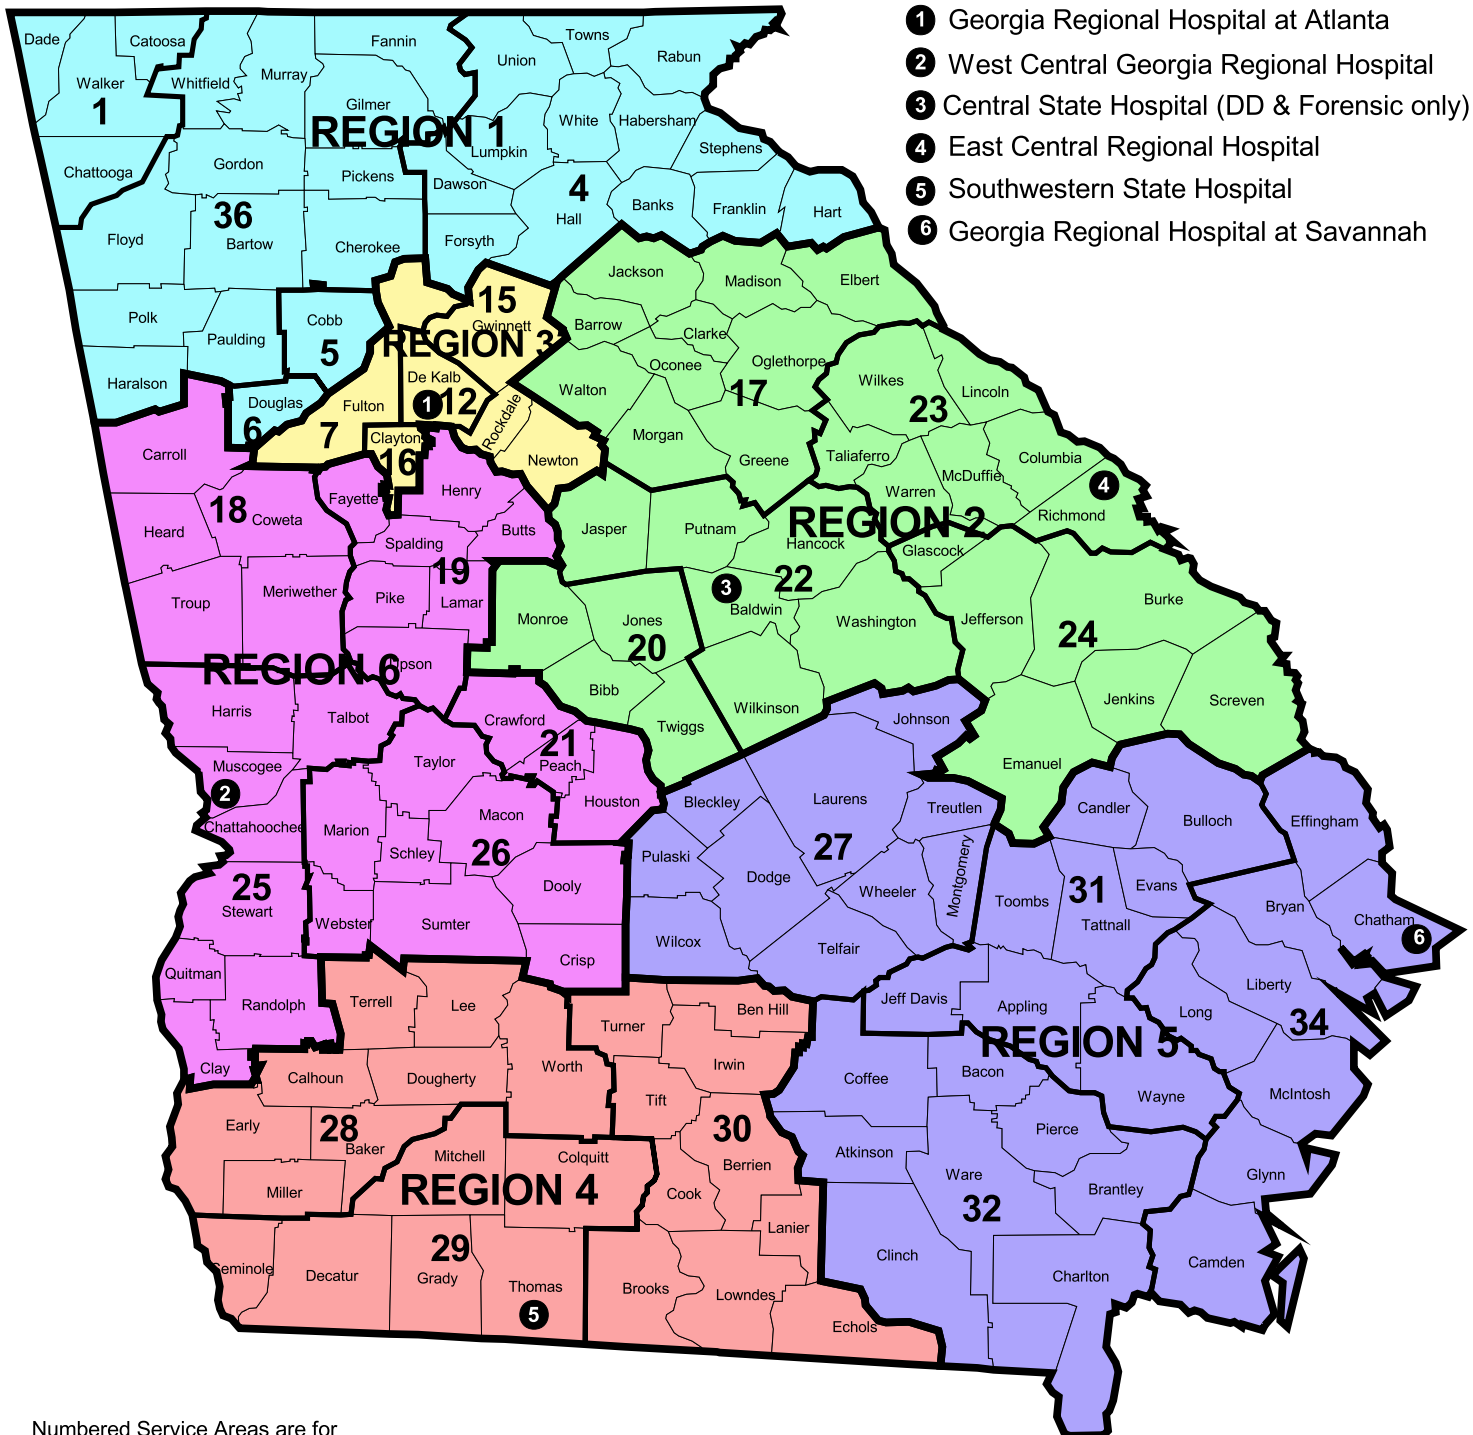 1 Georgia Regional Hospital at Atlanta
2 West Central Georgia Regional Hospital
3 Central State Hospital (DD & Forensic only)
4 East Central Regional Hospital
5 Southwestern State Hospital
6 Georgia Regional Hospital at Savannah
REGION 1
Dade
Catoosa
Fannin
Towns
Union
Rabun
Walker
1
Whitfield
Murray
Gilmer
White
Habersham
Lumpkin
Stephens
Chattooga
Gordon
Pickens
Dawson
4
Hall
Banks
Franklin
Hart
36
Floyd
Bartow
Cherokee
Forsyth
Polk
Paulding
Cobb
5
Haralson
Douglas
6
REGION 3
15
Gwinnett
De Kalb
1
12
Fulton
7
Clayton
16
Rockdale
Newton
REGION 2
Jackson
Madison
Elbert
Barrow
Clarke
Oconee
Oglethorpe
Walton
17
Morgan
Greene
Wilkes
Lincoln
23
Taliaferro
McDuffie
Columbia
4
Warren
Richmond
Jasper
Putnam
Hancock
Glascock
22
3
Baldwin
Washington
Jefferson
Burke
24
Monroe
Jones
20
Bibb
Twiggs
Wilkinson
Jenkins
Screven
Emanuel
REGION 6
Carroll
18
Coweta
Heard
Fayette
Henry
Butts
Spalding
19
Troup
Meriwether
Pike
Lamar
Upson
Harris
Talbot
Crawford
21
Peach
Taylor
Houston
Muscogee
2
Chattahoochee
Marion
Macon
Schley
26
Dooly
25
Stewart
Webster
Sumter
Crisp
Quitman
Randolph
Clay
REGION 5
Johnson
Bleckley
Laurens
Treutlen
Pulaski
27
Dodge
Wheeler
Montgomery
Wilcox
Telfair
Candler
Bulloch
Effingham
Toombs
31
Evans
Tattnall
Bryan
Chatham
6
Jeff Davis
Appling
Long
Liberty
34
Coffee
Bacon
Wayne
McIntosh
Pierce
Atkinson
Ware
32
Brantley
Glynn
Clinch
Charlton
Camden
REGION 4
Terrell
Lee
Turner
Ben Hill
Worth
Irwin
Calhoun
Dougherty
Tift
Early
28
Baker
30
Mitchell
Colquitt
Berrien
Miller
Cook
Lanier
29
Seminole
Decatur
Grady
Thomas
5
Brooks
Lowndes
Echols
Numbered Service Areas are for